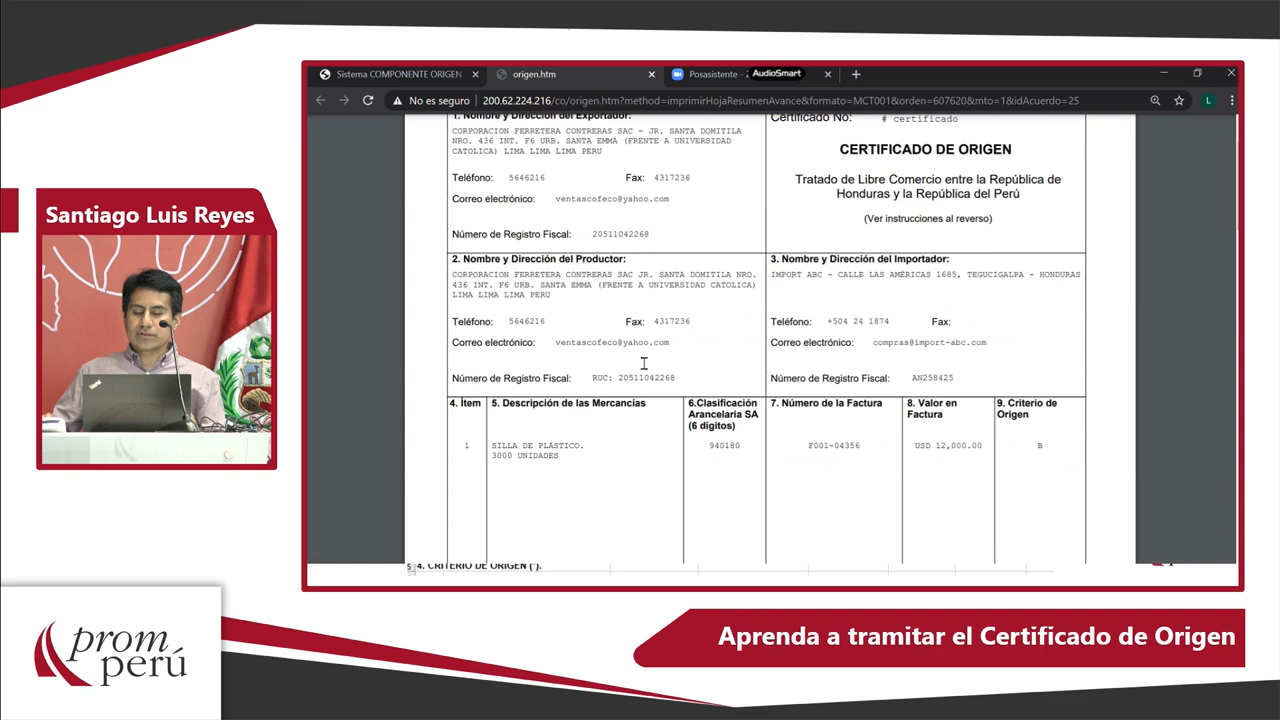 Santiago Luis Reyes
Sistema COMPONENTE ORIGEN
origen.htm
Posasistente - 
AudioSmart
No es seguro
200.62.224.216/co/origen.htm?method=imprimirHojaResumenAvance&formato=MCT001&orden=607620&mto=1&idAcuerdo=25
L
1. Nombre y Dirección del Exportador:
CORPORACION FERRETERA CONTRERAS SAC - JR. SANTA DOMITILA
NRO. 436 INT. F6 URB. SANTA EMMA (FRENTE A UNIVERSIDAD
CATOLICA) LIMA LIMA LIMA PERU
Teléfono: 5646216 Fax: 4317236
Correo electrónico: ventascofeco@yahoo.com
Número de Registro Fiscal: 20511042268
Certificado No: # certificado
CERTIFICADO DE ORIGEN
Tratado de Libre Comercio entre la República de
Honduras y la República del Perú
(Ver instrucciones al reverso)
2. Nombre y Dirección del Productor:
CORPORACION FERRETERA CONTRERAS SAC JR. SANTA DOMITILA NRO.
436 INT. F6 URB. SANTA EMMA (FRENTE A UNIVERSIDAD CATOLICA)
LIMA LIMA LIMA PERU
Teléfono: 5646216 Fax: 4317236
Correo electrónico: ventascofeco@yahoo.com
Número de Registro Fiscal: RUC: 20511042268
3. Nombre y Dirección del Importador:
IMPORT ABC - CALLE LAS AMÉRICAS 1685, TEGUCIGALPA - HONDURAS
Teléfono: +504 24 1874 Fax:
Correo electrónico: compras@import-abc.com
Número de Registro Fiscal: AN258425
4. Ítem
5. Descripción de las Mercancías
6.Clasificación
Arancelaria SA
(6 dígitos)
7. Número de la Factura
8. Valor en
Factura
9. Criterio de
Origen
1
SILLA DE PLÁSTICO.
3000 UNIDADES
940180
F001-04356
USD 12,000.00
B
4. CRITERIO DE ORIGEN (*).
prom
perú
Aprenda a tramitar el Certificado de Origen